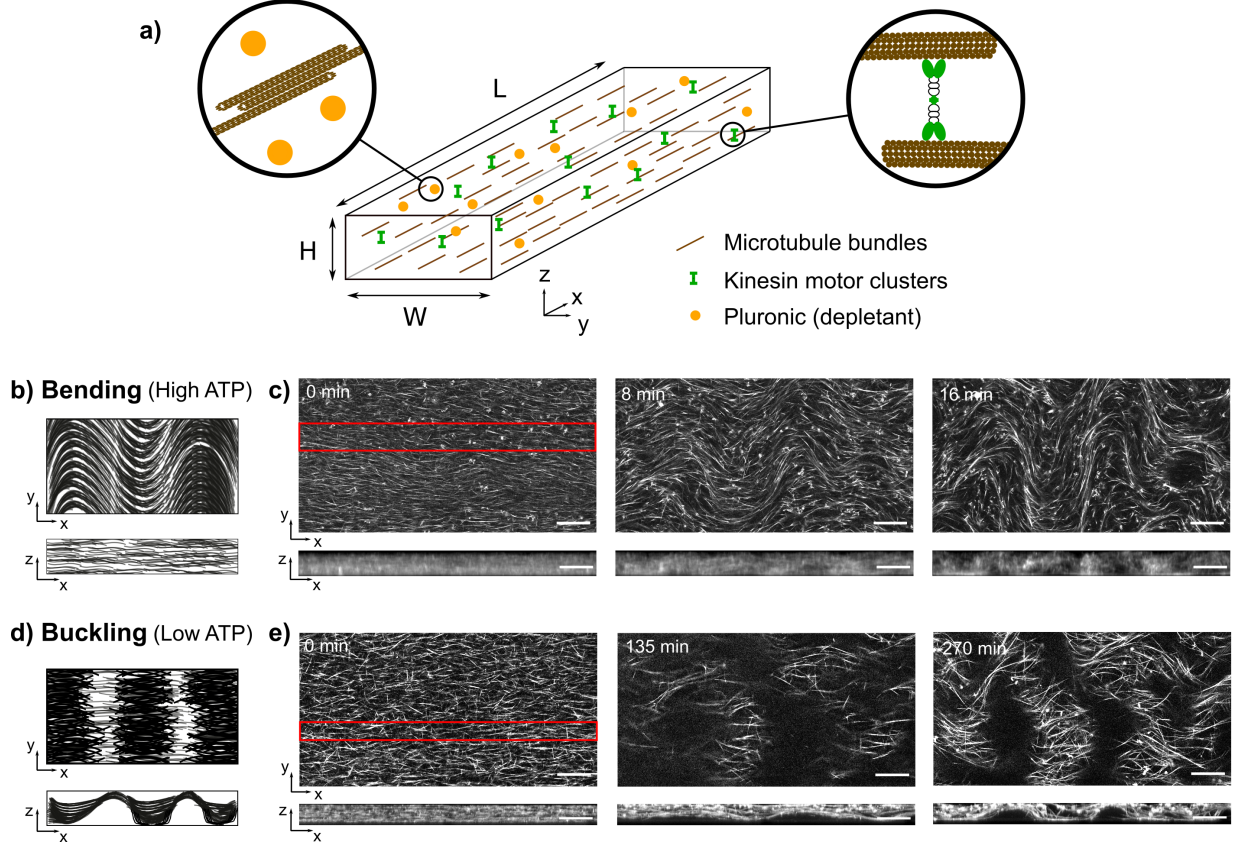 a)
L
H
W
z
x
y
Microtubule bundles
Kinesin motor clusters
Pluronic (depletant)
b) Bending (High ATP)
y
x
z
x
c)
0 min
8 min
16 min
y
x
z
x
d) Buckling (Low ATP)
y
x
z
x
e)
0 min
135 min
270 min
y
x
z
x